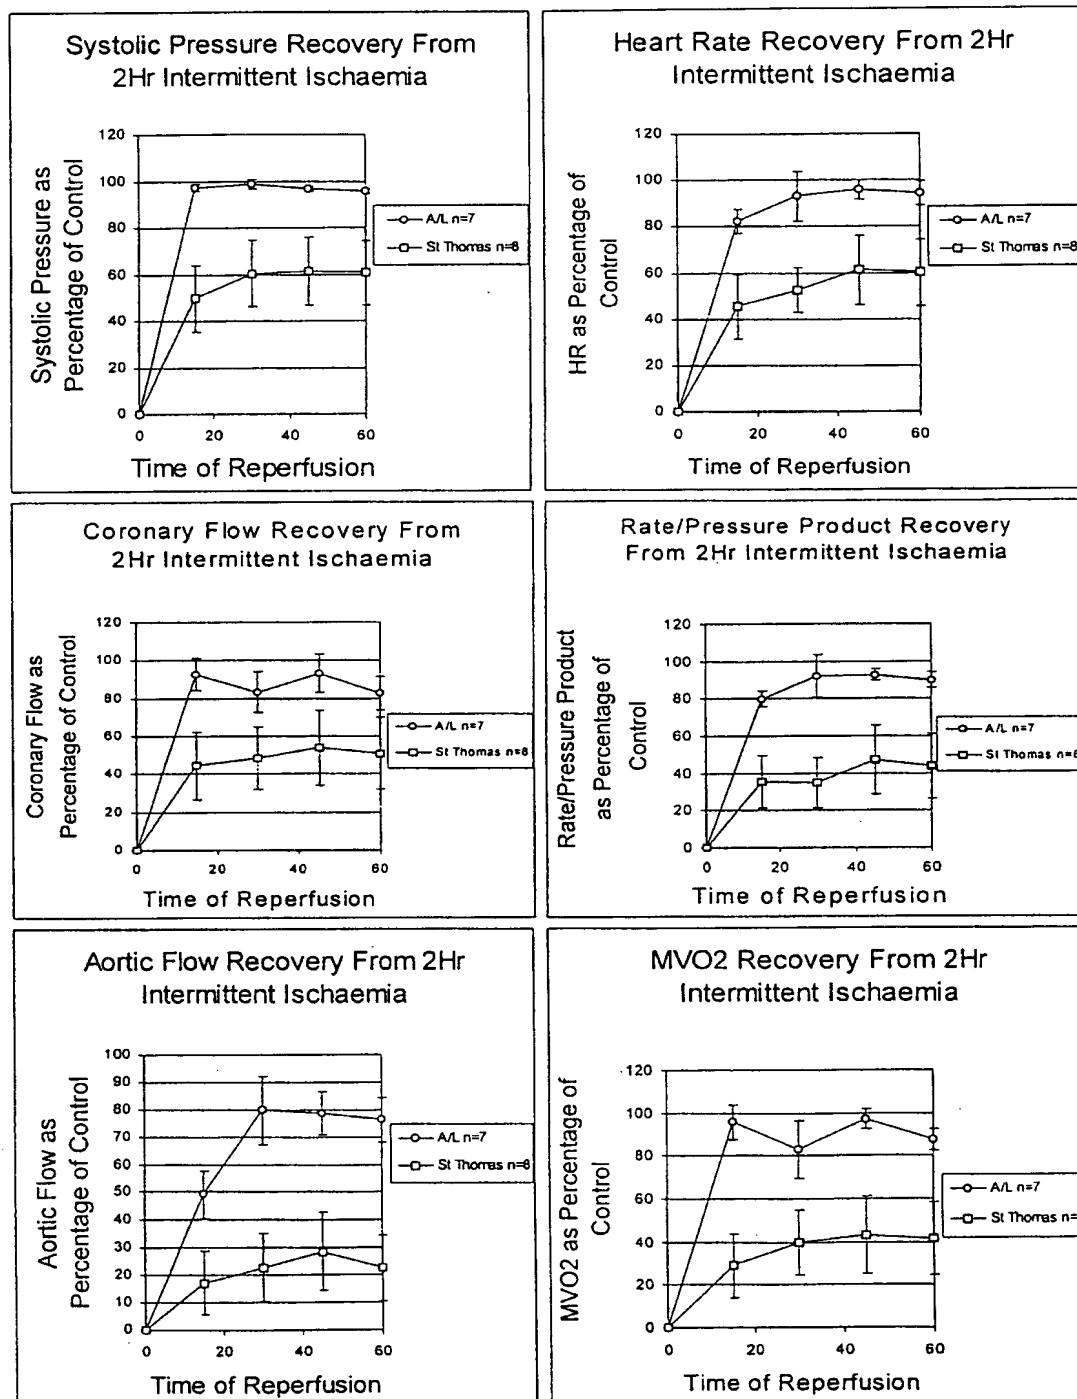 Systolic Pressure Recovery From
2Hr Intermittent Ischaemia
Systolic Pressure as
Percentage of Control
120
100
80
60
40
20
0
0 20 40 60
Time of Reperfusion
A/L n=7
St Thomas n=8
Heart Rate Recovery From 2Hr
Intermittent Ischaemia
HR as Percentage of
Control
120
100
80
60
40
20
0
0 20 40 60
Time of Reperfusion
A/L n=7
St Thomas n=8
Coronary Flow Recovery From
2Hr Intermittent Ischaemia
Coronary Flow as
Percentage of Control
120
100
80
60
40
20
0
0 20 40 60
Time of Reperfusion
A/L n=7
St Thomas n=8
Rate/Pressure Product Recovery
From 2Hr Intermittent Ischaemia
Rate/Pressure Product
as Percentage of
Control
120
100
80
60
40
20
0
0 20 40 60
Time of Reperfusion
A/L n=7
St Thomas n=8
Aortic Flow Recovery From 2Hr
Intermittent Ischaemia
Aortic Flow as
Percentage of Control
100
90
80
70
60
50
40
30
20
10
0
0 20 40 60
Time of Reperfusion
A/L n=7
St Thomas n=8
MVO2 Recovery From 2Hr
Intermittent Ischaemia
MVO2 as Percentage of
Control
120
100
80
60
40
20
0
0 20 40 60
Time of Reperfusion
A/L n=7
St Thomas n=